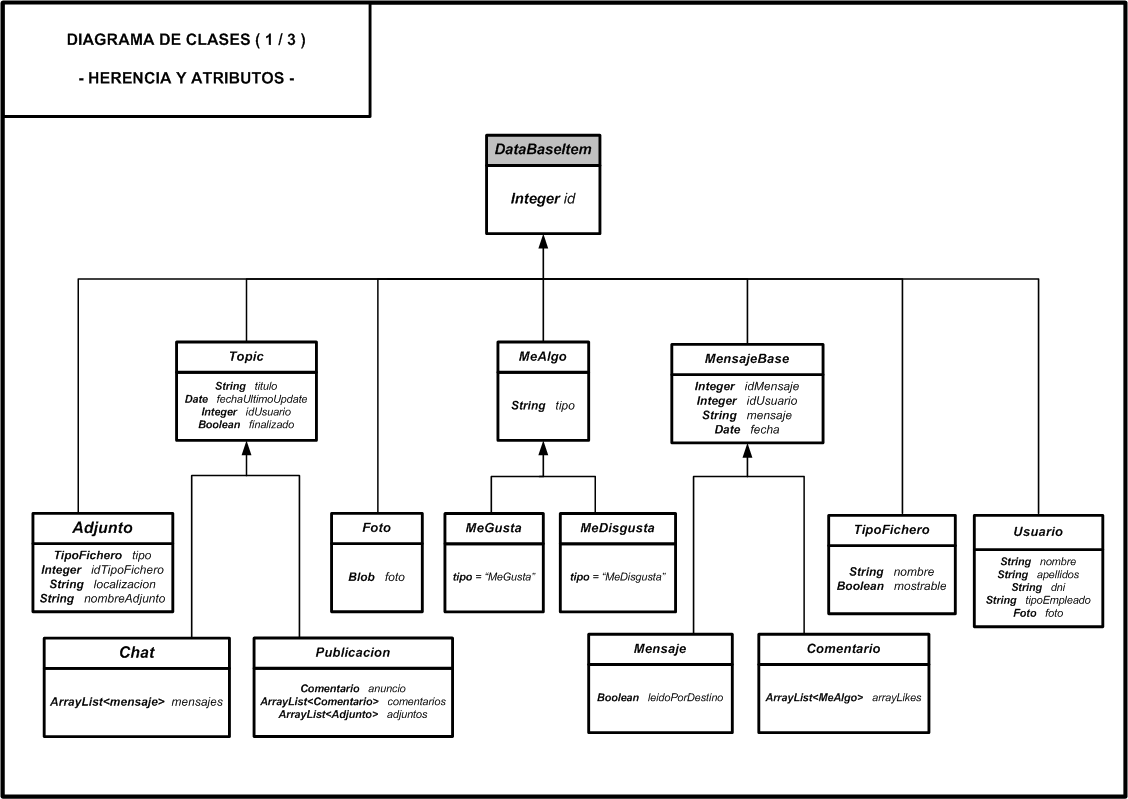 DIAGRAMA DE CLASES ( 1 / 3 )
- HERENCIA Y ATRIBUTOS -
DataBaseItem
Integer id
Topic
String titulo
Date fechaUltimoUpdate
Integer idUsuario
Boolean finalizado
MeAlgo
String tipo
MensajeBase
Integer idMensaje
Integer idUsuario
String mensaje
Date fecha
Adjunto
TipoFichero tipo
Integer idTipoFichero
String localizacion
String nombreAdjunto
Foto
Blob foto
MeGusta
tipo = “MeGusta”
MeDisgusta
tipo = “MeDisgusta”
TipoFichero
String nombre
Boolean mostrable
Usuario
String nombre
String apellidos
String dni
String tipoEmpleado
Foto foto
Chat
ArrayList<mensaje> mensajes
Publicacion
Comentario anuncio
ArrayList<Comentario> comentarios
ArrayList<Adjunto> adjuntos
Mensaje
Boolean leidoPorDestino
Comentario
ArrayList<MeAlgo> arrayLikes